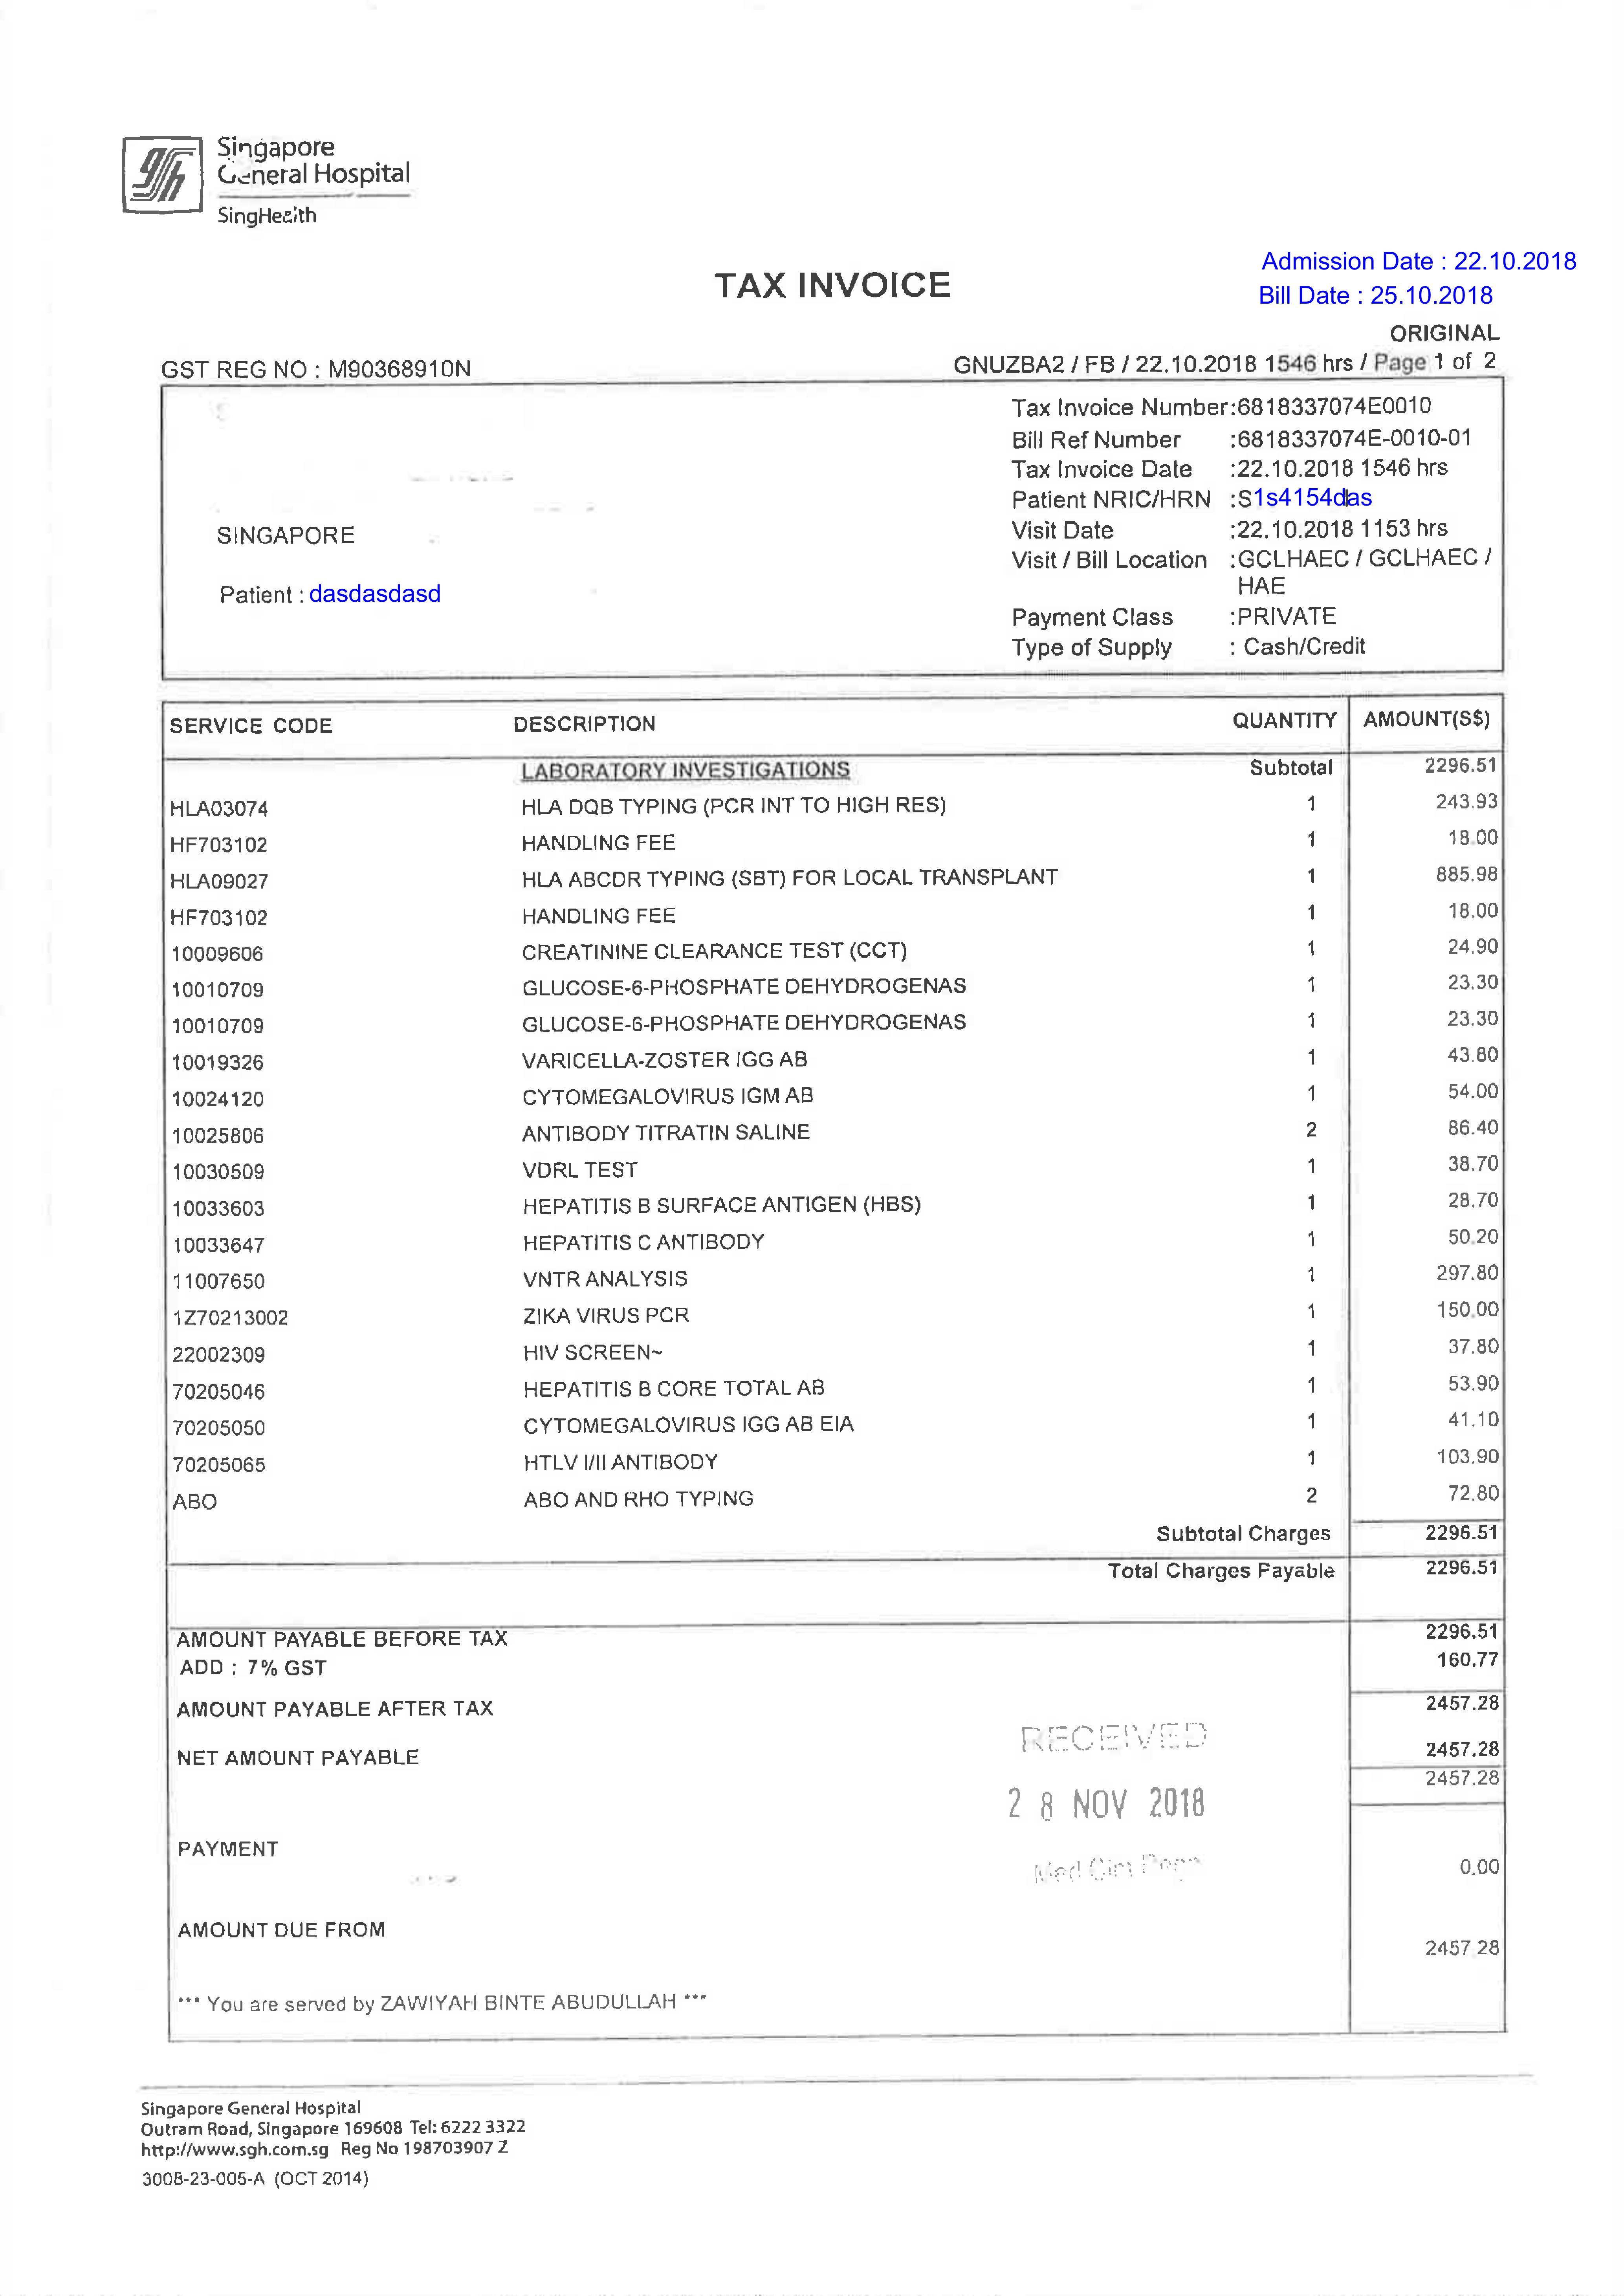 Singapore
General Hospital
SingHealth
TAX INVOICE
Admission Date : 22.10.2018
Bill Date : 25.10.2018
ORIGINAL
GST REG NO : M90368910N
GNUZBA2 / FB / 22.10.2018 1546 hrs / Page 1 of 2
Tax Invoice Number:6818337074E0010
Bill Ref Number :6818337074E-0010-01
Tax Invoice Date :22.10.2018 1546 hrs
Patient NRIC/HRN :S1s4154das
SINGAPORE
Visit Date :22.10.2018 1153 hrs
Visit / Bill Location :GCLHAEC / GCLHAEC /
HAE
Patient : dasdasdasd
Payment Class :PRIVATE
Type of Supply : Cash/Credit
SERVICE CODE DESCRIPTION QUANTITY AMOUNT(S$)
LABORATORY INVESTIGATIONS Subtotal 2296.51
HLA03074 HLA DQB TYPING (PCR INT TO HIGH RES) 1 243.93
HF703102 HANDLING FEE 1 18.00
HLA09027 HLA ABCDR TYPING (SBT) FOR LOCAL TRANSPLANT 1 885.98
HF703102 HANDLING FEE 1 18.00
10009606 CREATININE CLEARANCE TEST (CCT) 1 24.90
10010709 GLUCOSE-6-PHOSPHATE DEHYDROGENAS 1 23.30
10010709 GLUCOSE-6-PHOSPHATE DEHYDROGENAS 1 23.30
10019326 VARICELLA-ZOSTER IGG AB 1 43.80
10024120 CYTOMEGALOVIRUS IGM AB 1 54.00
10025806 ANTIBODY TITRATIN SALINE 2 86.40
10030509 VDRL TEST 1 38.70
10033603 HEPATITIS B SURFACE ANTIGEN (HBS) 1 28.70
10033647 HEPATITIS C ANTIBODY 1 50.20
11007650 VNTR ANALYSIS 1 297.80
1Z70213002 ZIKA VIRUS PCR 1 150.00
22002309 HIV SCREEN~ 1 37.80
70205046 HEPATITIS B CORE TOTAL AB 1 53.90
70205050 CYTOMEGALOVIRUS IGG AB EIA 1 41.10
70205065 HTLV I/II ANTIBODY 1 103.90
ABO ABO AND RHO TYPING 2 72.80
Subtotal Charges 2296.51
Total Charges Payable 2296.51
AMOUNT PAYABLE BEFORE TAX 2296.51
ADD : 7% GST 160.77
AMOUNT PAYABLE AFTER TAX 2457.28
RECEIVED
NET AMOUNT PAYABLE 2457.28
2457.28
2 8 NOV 2018
PAYMENT
0.00
AMOUNT DUE FROM
2457.28
*** You are served by ZAWIYAH BINTE ABUDULLAH ***
Singapore General Hospital
Outram Road, Singapore 169608 Tel: 6222 3322
http://www.sgh.com.sg Reg No 198703907 Z
3008-23-005-A (OCT 2014)